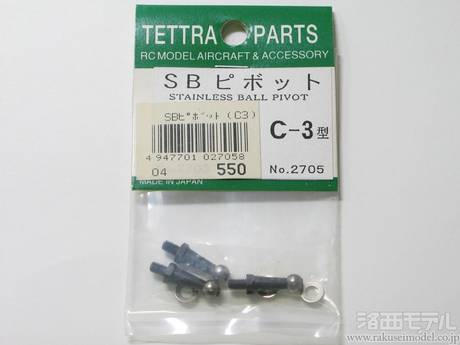 TETTRA PARTS
RC MODEL AIRCRAFT & ACCESSORY
SBピボット
STAINLESS BALL PIVOT
SBﾋﾟﾎﾞｯﾄ (C3)
C-3型
4 947701 027058
04 550
No.2705
MADE IN JAPAN
洛西モデル
www.rakuseimodel.co.jp